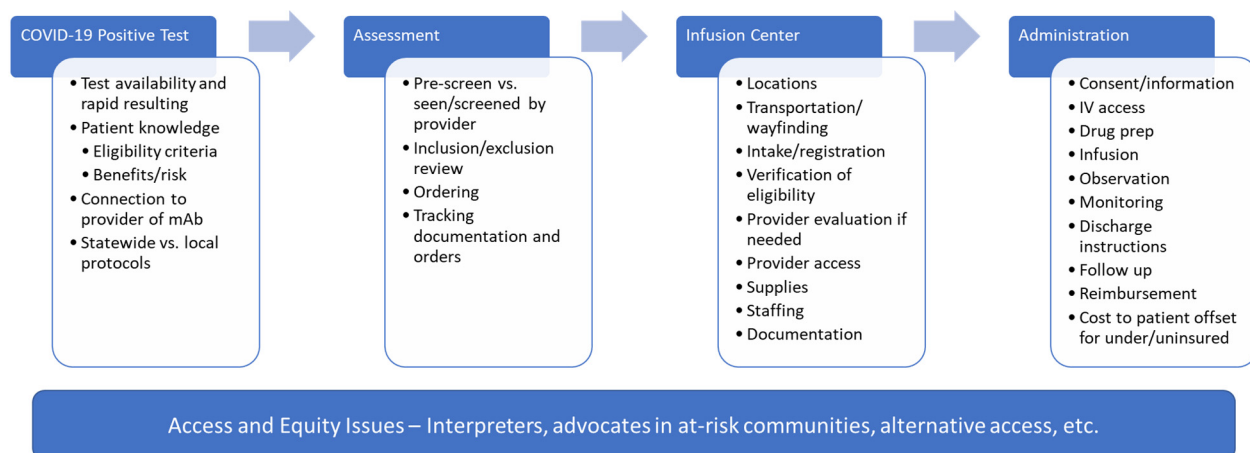 COVID-19 Positive Test
• Test availability and
rapid resulting
• Patient knowledge
• Eligibility criteria
• Benefits/risk
• Connection to
provider of mAb
• Statewide vs. local
protocols
Assessment
• Pre-screen vs.
seen/screened by
provider
• Inclusion/exclusion
review
• Ordering
• Tracking
documentation and
orders
Infusion Center
• Locations
• Transportation/
wayfinding
• Intake/registration
• Verification of
eligibility
• Provider evaluation if
needed
• Provider access
• Supplies
• Staffing
• Documentation
Administration
• Consent/information
• IV access
• Drug prep
• Infusion
• Observation
• Monitoring
• Discharge
instructions
• Follow up
• Reimbursement
• Cost to patient offset
for under/uninsured
Access and Equity Issues – Interpreters, advocates in at-risk communities, alternative access, etc.